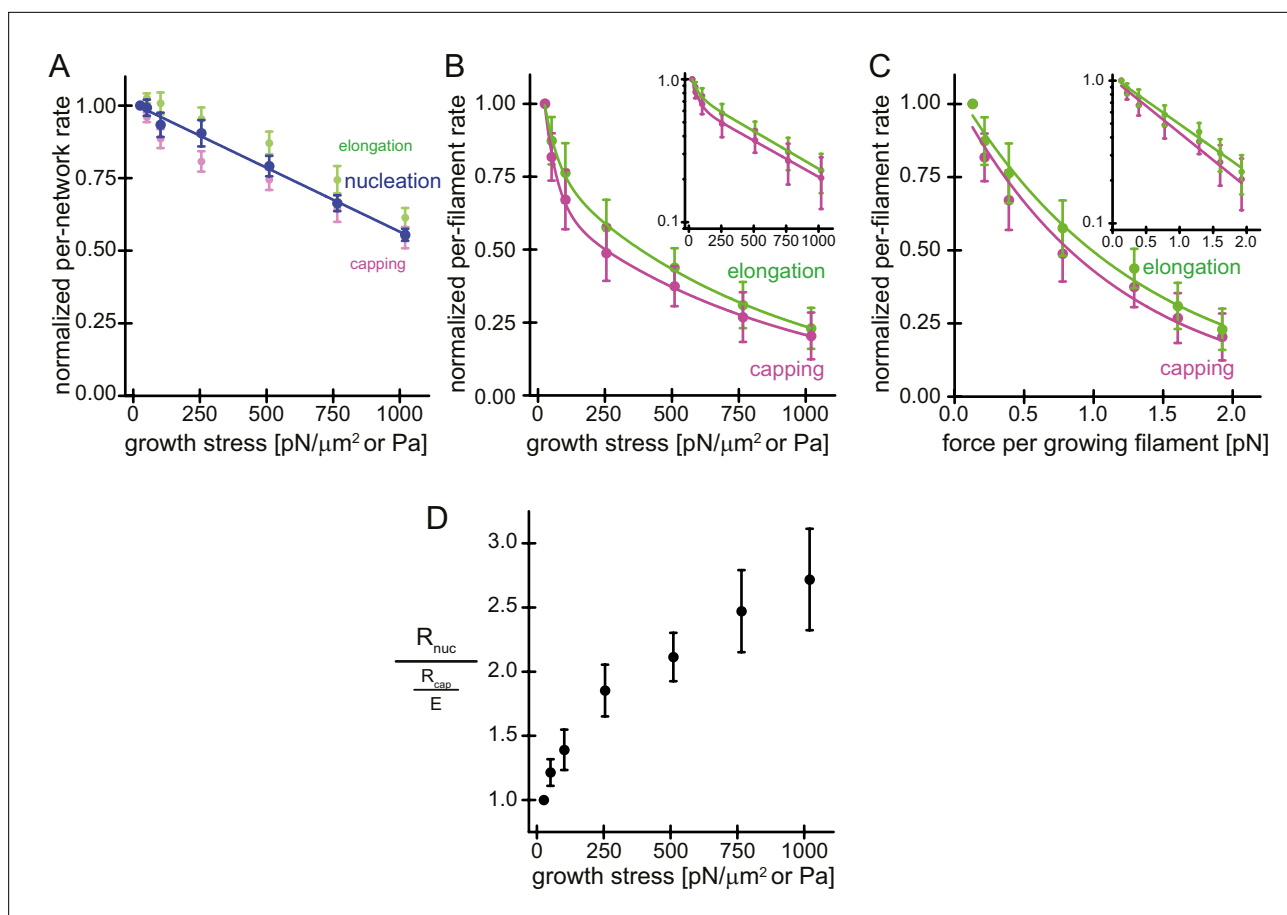 A
normalized per-network rate
1.00
0.75
0.50
0.25
0.00
elongation
nucleation
capping
0
250
500
750
1000
growth stress [pN/μm² or Pa]
B
normalized per-filament rate
1.00
0.75
0.50
0.25
0.00
1.0
0.1
0
250
500
750
1000
elongation
capping
0
250
500
750
1000
growth stress [pN/μm² or Pa]
C
normalized per-filament rate
1.00
0.75
0.50
0.25
0.00
1.0
0.1
0.0
0.5
1.0
1.5
2.0
elongation
capping
0.0
0.5
1.0
1.5
2.0
force per growing filament [pN]
D
R nuc
R cap
E
3.0
2.5
2.0
1.5
1.0
0
250
500
750
1000
growth stress [pN/μm² or Pa]